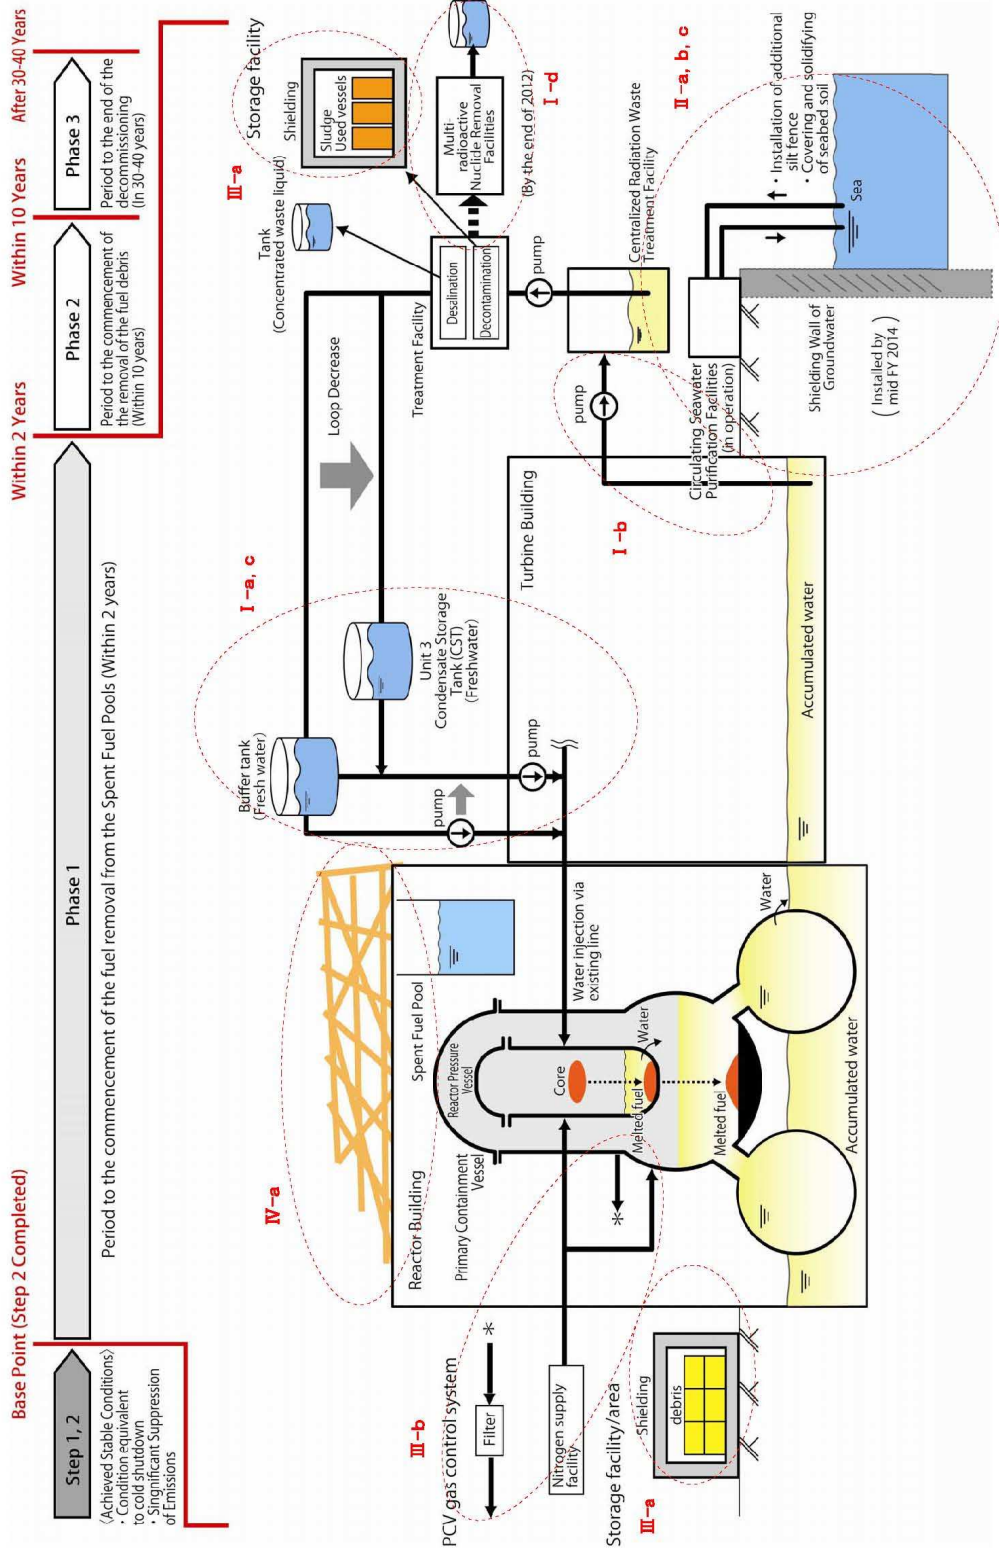 Base Point (Step 2 Completed)
Within 2 Years
Within 10 Years
After 30-40 Years
Step 1, 2
Phase 1
Phase 2
Phase 3
〈Achieved Stable Conditions〉
・Condition equivalent
to cold shutdown
・Singnificant Suppression
of Emissions
Period to the commencement of the fuel removal from the Spent Fuel Pools (Within 2 years)
Period to the commencement of
the removal of the fuel debris
(Within 10 years)
Period to the end of the
decommissioning
(In 30-40 years)
PCV gas control system
*
Filter
Ⅲ-b
Nitrogen supply
facility
Storage facility/area
Ⅲ-a
Shielding
debris
Ⅳ-a
Reactor Building
Spent Fuel Pool
Primary Containment
Vessel
Reactor Pressure
Vessel
Core
Water
Melted fuel
*
Melted fuel
Water injection via
existing line
Water
Accumulated water
Buffer tank
(Fresh water)
Ⅰ-a, c
pump
pump
Unit 3
Condensate Storage
Tank (CST)
(Freshwater)
Loop Decrease
Turbine Building
Accumulated water
Ⅰ-b
pump
Treatment Facility
Desalination
Decontamination
Tank
(Concentrated waste liquid)
Storage facility
Ⅲ-a
Shielding
Sludge
Used vessels
Multi-
radioactive
Nuclide Removal
Facilities
(By the end of 2012)
Ⅰ-d
pump
Centralized Radiation Waste
Treatment Facility
Circulating Seawater
Purification Facilities
(in operation)
Ⅱ-a, b, c
・Installation of additional
silt fence
・Covering and solidifying
of seabed soil
Sea
Shielding Wall of
Groundwater
(Installed by
mid FY 2014)